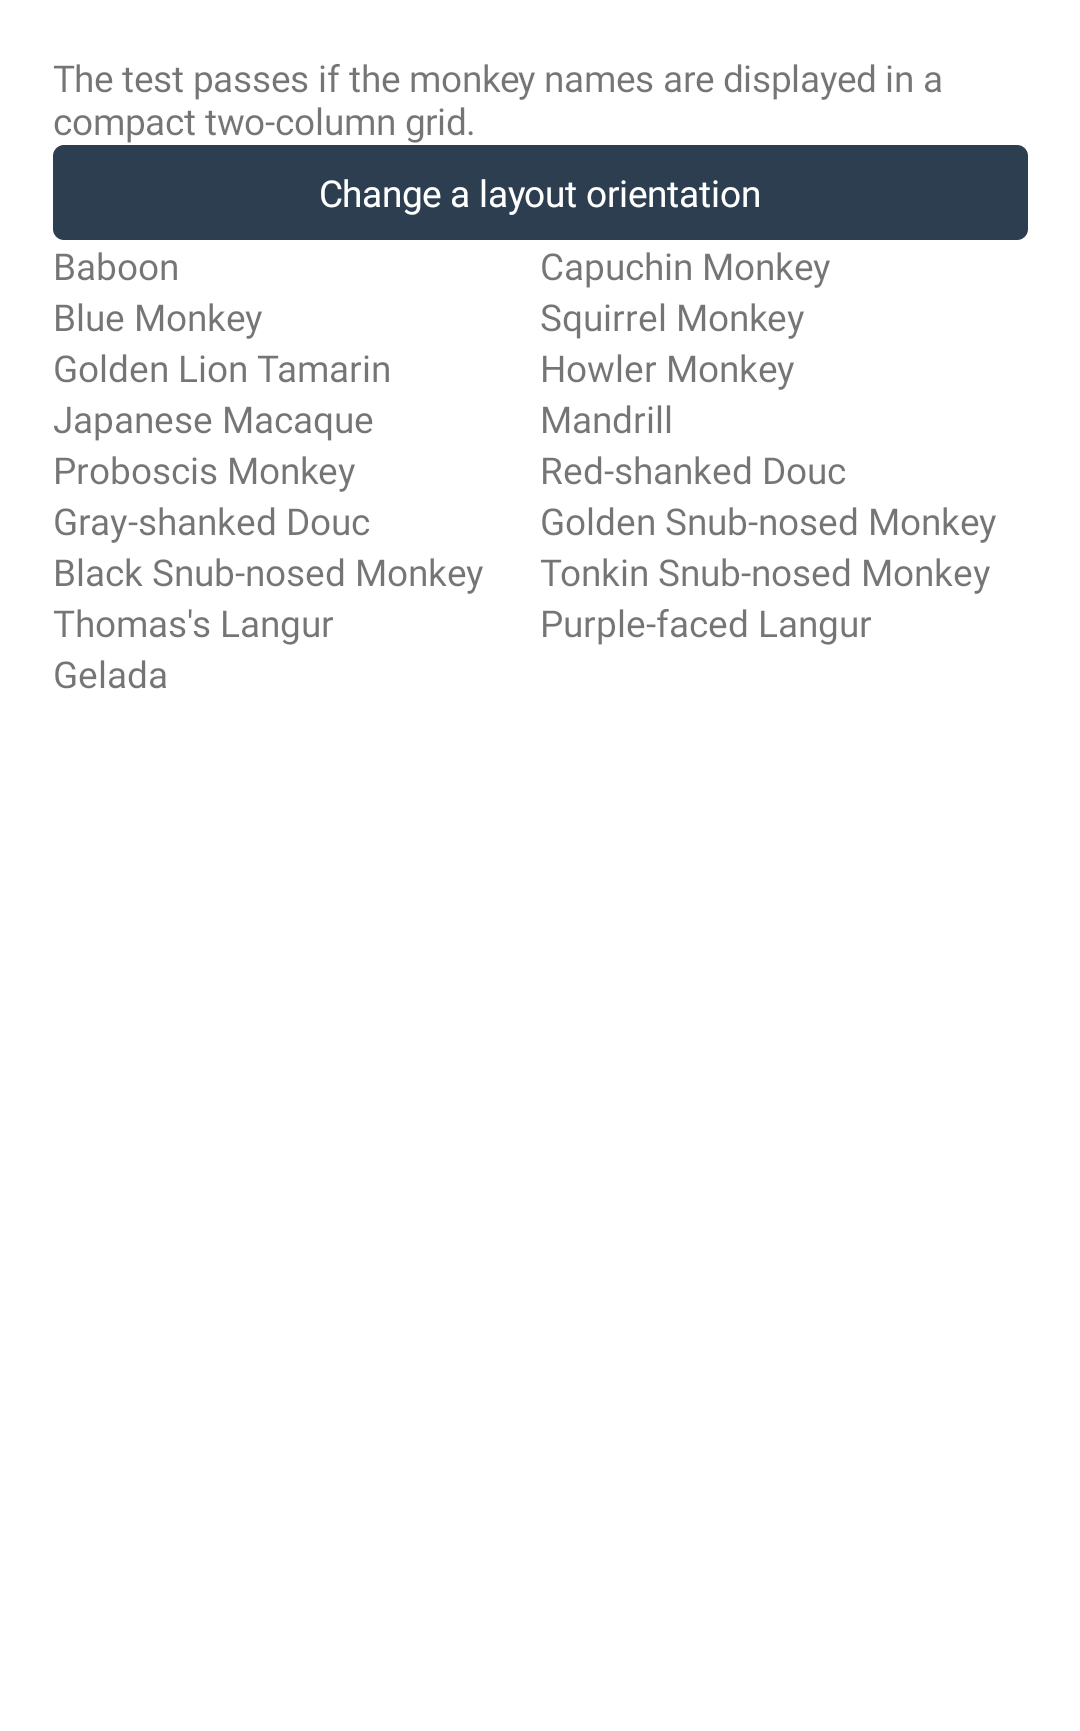 The test passes if the monkey names are displayed in a
compact two-column grid.
Change a layout orientation
Baboon
Capuchin Monkey
Blue Monkey
Squirrel Monkey
Golden Lion Tamarin
Howler Monkey
Japanese Macaque
Mandrill
Proboscis Monkey
Red-shanked Douc
Gray-shanked Douc
Golden Snub-nosed Monkey
Black Snub-nosed Monkey
Tonkin Snub-nosed Monkey
Thomas's Langur
Purple-faced Langur
Gelada